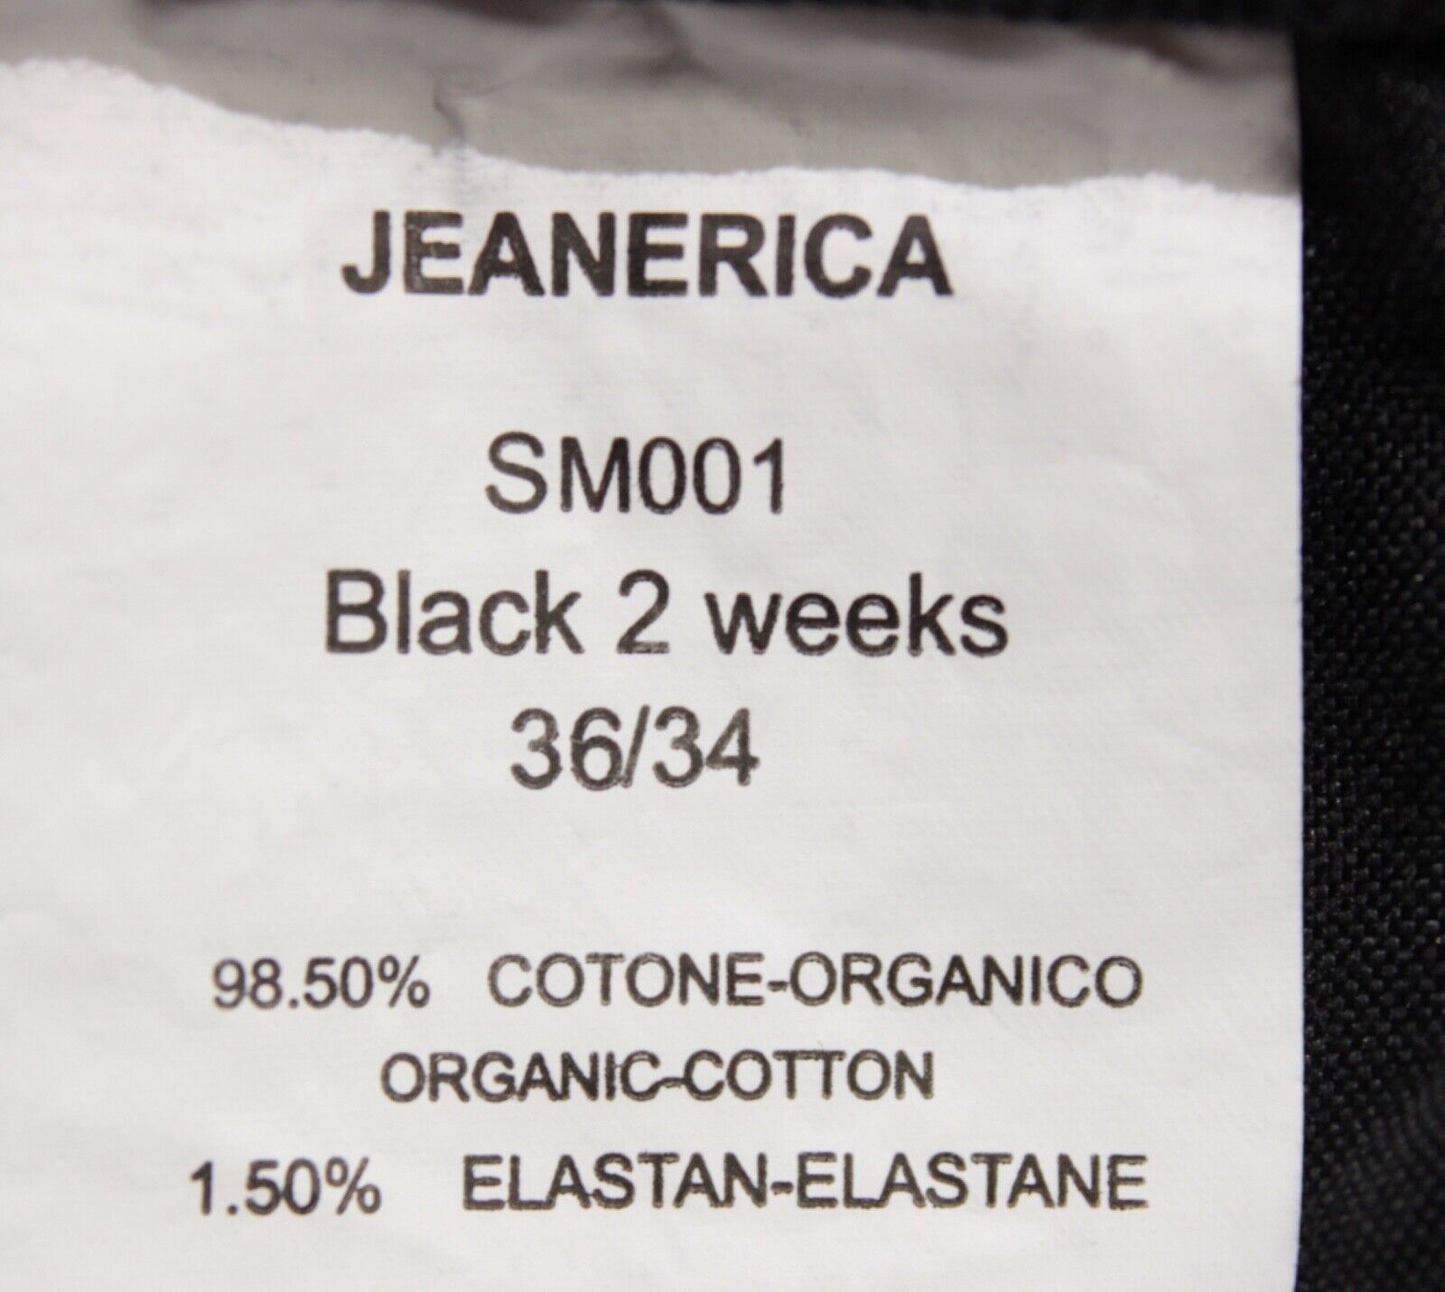 JEANERICA
SM001
Black 2 weeks
36/34
98.50% COTONE-ORGANICO
ORGANIC-COTTON
1.50% ELASTAN-ELASTANE